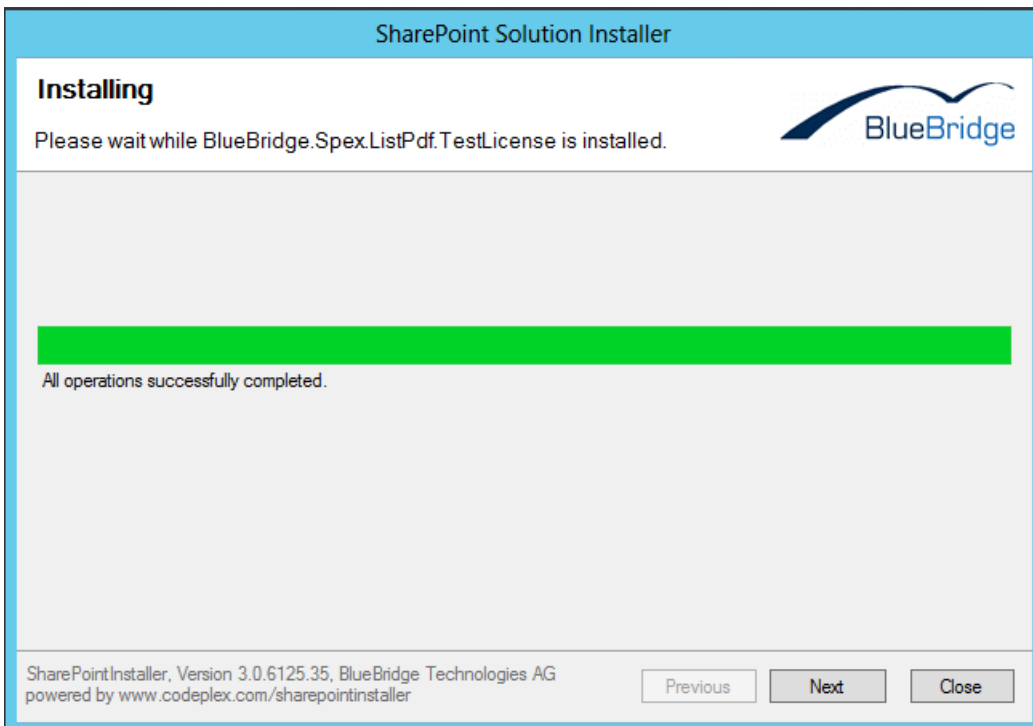 SharePoint Solution Installer
Installing
Please wait while BlueBridge.Spex.ListPdf.TestLicense is installed.
BlueBridge
All operations successfully completed.
SharePointInstaller, Version 3.0.6125.35, BlueBridge Technologies AG
powered by www.codeplex.com/sharepointinstaller
Previous
Next
Close